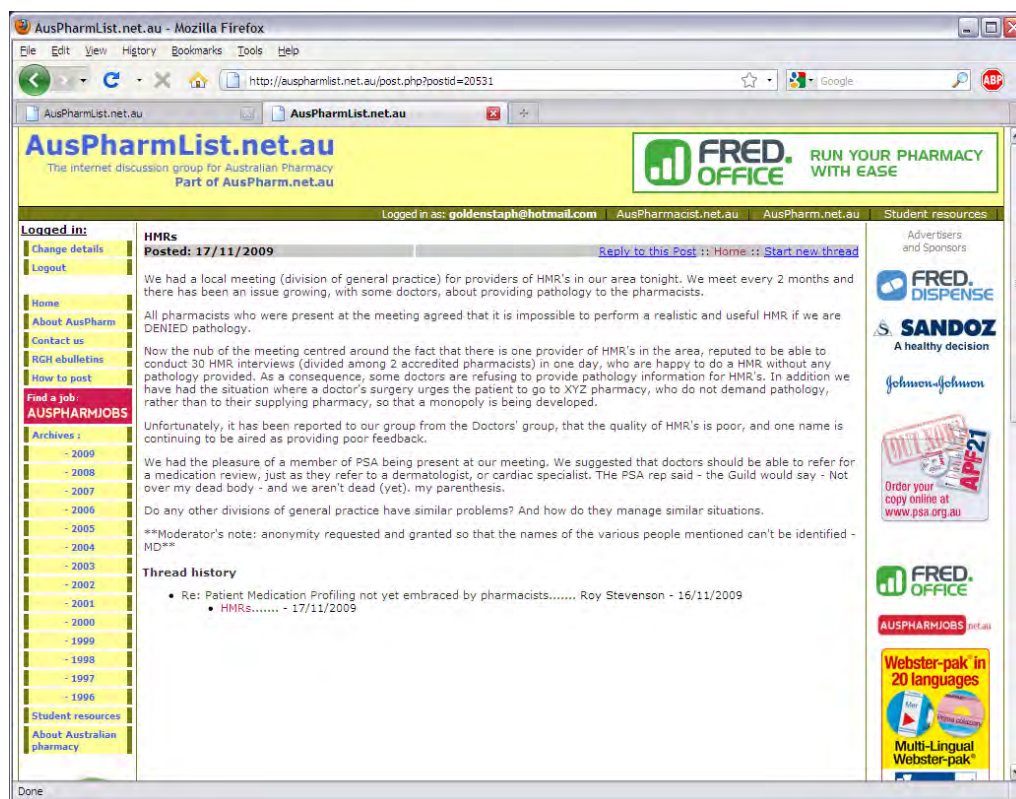 AusPharmList.net.au - Mozilla Firefox
File Edit View History Bookmarks Tools Help
http://auspharmlist.net.au/post.php?postid=20531
Google
ABP
AusPharmList.net.au
AusPharmList.net.au
AusPharmList.net.au
The internet discussion group for Australian Pharmacy
Part of AusPharm.net.au
FRED. OFFICE
RUN YOUR PHARMACY WITH EASE
Logged in as: goldenstaph@hotmail.com | AusPharmacist.net.au | AusPharm.net.au | Student resources
Logged in:
Change details
Logout
Home
About AusPharm
Contact us
RGH ebulletins
How to post
Find a job:
AUSPHARMJOBS
Archives :
- 2009
- 2008
- 2007
- 2006
- 2005
- 2004
- 2003
- 2002
- 2001
- 2000
- 1999
- 1998
- 1997
- 1996
Student resources
About Australian
pharmacy
HMRs
Posted: 17/11/2009
Reply to this Post :: Home :: Start new thread
We had a local meeting (division of general practice) for providers of HMR's in our area tonight. We meet every 2 months and
there has been an issue growing, with some doctors, about providing pathology to the pharmacists.
All pharmacists who were present at the meeting agreed that it is impossible to perform a realistic and useful HMR if we are
DENIED pathology.
Now the nub of the meeting centred around the fact that there is one provider of HMR's in the area, reputed to be able to
conduct 30 HMR interviews (divided among 2 accredited pharmacists) in one day, who are happy to do a HMR without any
pathology provided. As a consequence, some doctors are refusing to provide pathology information for HMR's. In addition we
have had the situation where a doctor's surgery urges the patient to go to XYZ pharmacy, who do not demand pathology,
rather than to their supplying pharmacy, so that a monopoly is being developed.
Unfortunately, it has been reported to our group from the Doctors' group, that the quality of HMR's is poor, and one name is
continuing to be aired as providing poor feedback.
We had the pleasure of a member of PSA being present at our meeting. We suggested that doctors should be able to refer for
a medication review, just as they refer to a dermatologist, or cardiac specialist. The PSA rep said - the Guild would say - Not
over my dead body - and we aren't dead (yet). my parenthesis.
Do any other divisions of general practice have similar problems? And how do they manage similar situations.
**Moderator's note: anonymity requested and granted so that the names of the various people mentioned can't be identified -
MD**
Thread history
• Re: Patient Medication Profiling not yet embraced by pharmacists....... Roy Stevenson - 16/11/2009
• HMRs....... - 17/11/2009
Advertisers
and Sponsors
FRED.
DISPENSE
SANDOZ
A healthy decision
Johnson & Johnson
OUT NOW
APF21
Order your
copy online at
www.psa.org.au
FRED.
OFFICE
AUSPHARMJOBS.net.au
Webster-pak® in
20 languages
Multi-Lingual
Webster-pak®
Done